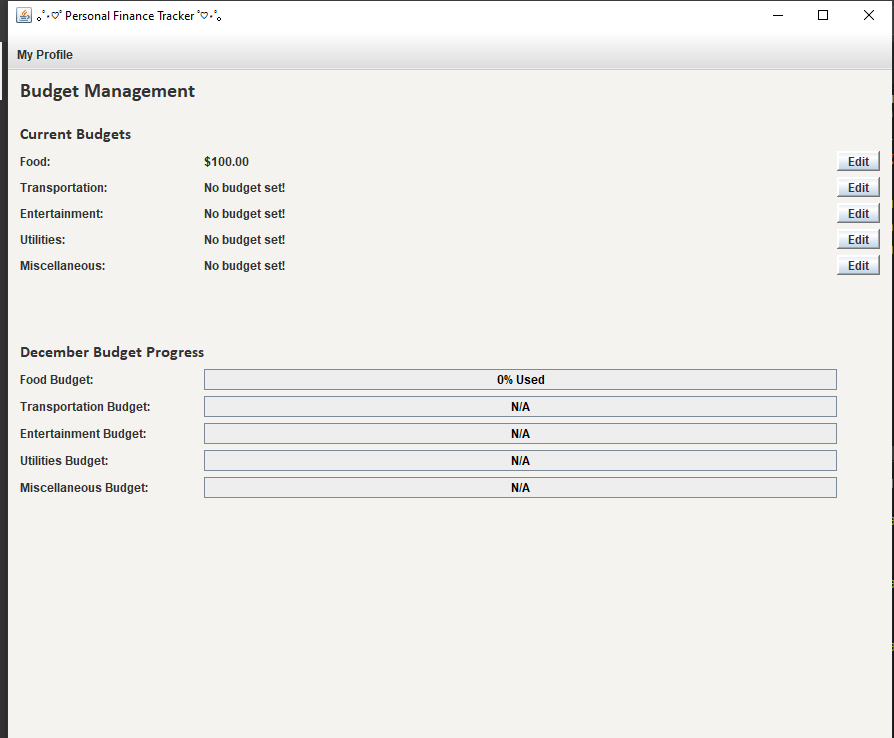 ｡ﾟ･♡ﾟ Personal Finance Tracker ﾟ♡･ﾟ｡
My Profile
Budget Management
Current Budgets
Food: $100.00 Edit
Transportation: No budget set! Edit
Entertainment: No budget set! Edit
Utilities: No budget set! Edit
Miscellaneous: No budget set! Edit
December Budget Progress
Food Budget: 0% Used
Transportation Budget: N/A
Entertainment Budget: N/A
Utilities Budget: N/A
Miscellaneous Budget: N/A